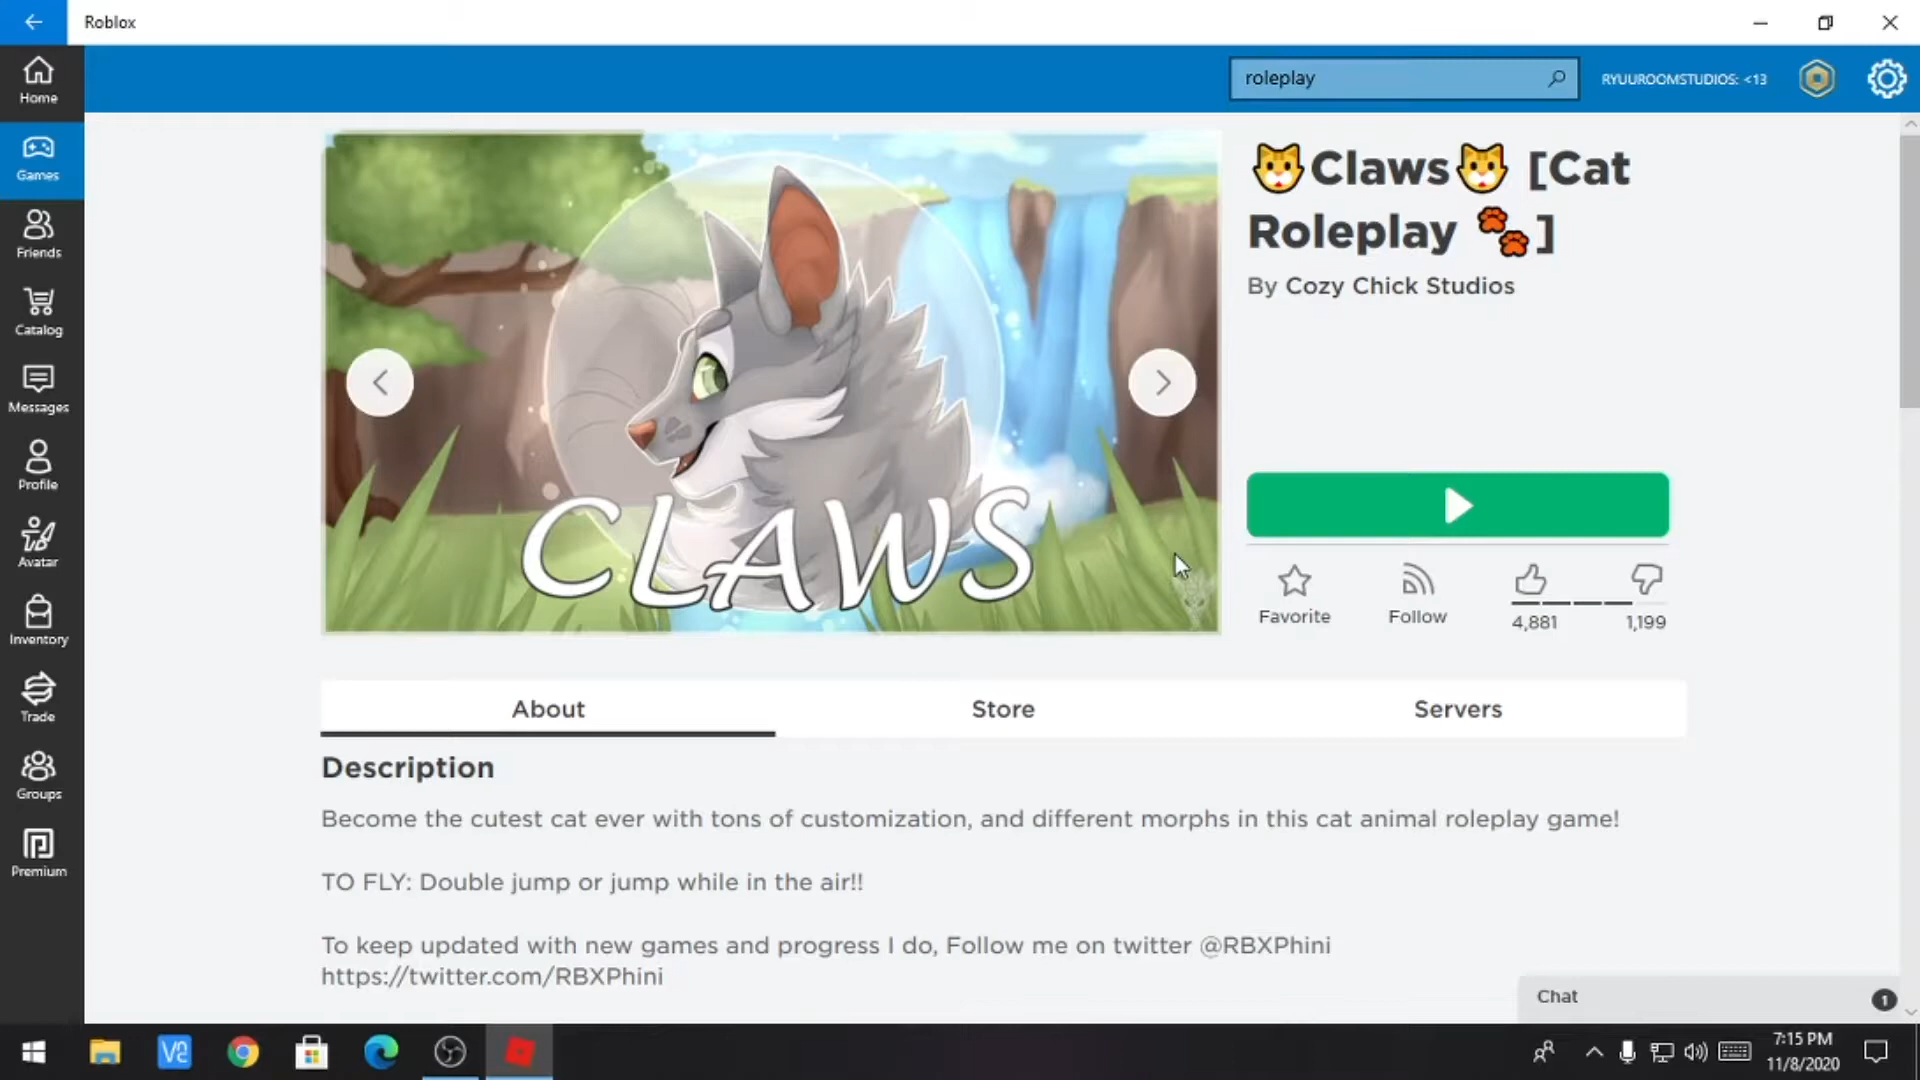 Roblox
Home
Games
Friends
Catalog
Messages
Profile
Avatar
Inventory
Trade
Groups
Premium
roleplay
RYUUROOMSTUDIOS: <13
CLAWS
🐱Claws🐱 [Cat
Roleplay 🐾]
By Cozy Chick Studios
Favorite
Follow
4,881
1,199
About
Store
Servers
Description
Become the cutest cat ever with tons of customization, and different morphs in this cat animal roleplay game!
TO FLY: Double jump or jump while in the air!!
To keep updated with new games and progress I do, Follow me on twitter @RBXPhini
https://twitter.com/RBXPhini
Chat
1
7:15 PM
11/8/2020